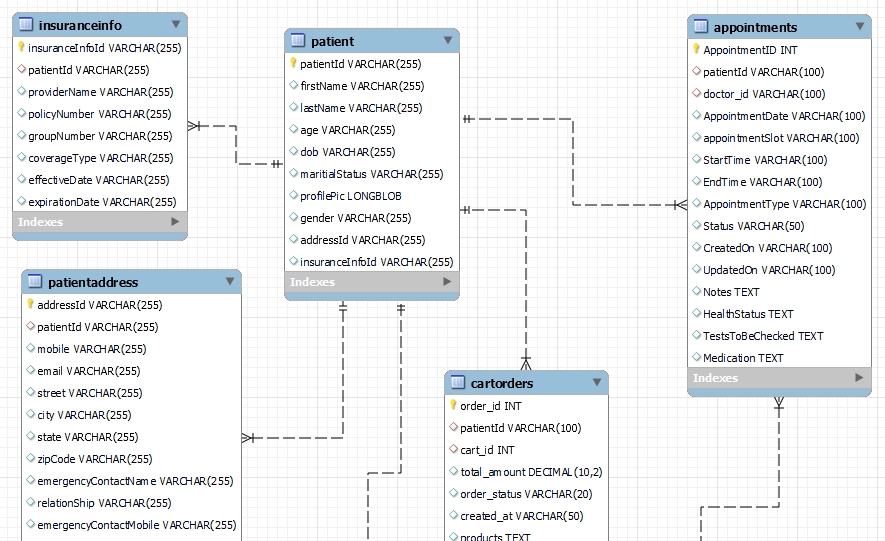 insuranceinfo
insuranceInfoId VARCHAR(255)
patientId VARCHAR(255)
providerName VARCHAR(255)
policyNumber VARCHAR(255)
groupNumber VARCHAR(255)
coverageType VARCHAR(255)
effectiveDate VARCHAR(255)
expirationDate VARCHAR(255)
Indexes
patient
patientId VARCHAR(255)
firstName VARCHAR(255)
lastName VARCHAR(255)
age VARCHAR(255)
dob VARCHAR(255)
maritialStatus VARCHAR(255)
profilePic LONGBLOB
gender VARCHAR(255)
addressId VARCHAR(255)
insuranceInfoId VARCHAR(255)
Indexes
appointments
AppointmentID INT
patientId VARCHAR(100)
doctor_id VARCHAR(100)
AppointmentDate VARCHAR(100)
appointmentSlot VARCHAR(100)
StartTime VARCHAR(100)
EndTime VARCHAR(100)
AppointmentType VARCHAR(100)
Status VARCHAR(50)
CreatedOn VARCHAR(100)
UpdatedOn VARCHAR(100)
Notes TEXT
HealthStatus TEXT
TestsToBeChecked TEXT
Medication TEXT
Indexes
patientaddress
addressId VARCHAR(255)
patientId VARCHAR(255)
mobile VARCHAR(255)
email VARCHAR(255)
street VARCHAR(255)
city VARCHAR(255)
state VARCHAR(255)
zipCode VARCHAR(255)
emergencyContactName VARCHAR(255)
relationShip VARCHAR(255)
emergencyContactMobile VARCHAR(255)
cartorders
order_id INT
patientId VARCHAR(100)
cart_id INT
total_amount DECIMAL(10,2)
order_status VARCHAR(20)
created_at VARCHAR(50)
products TEXT